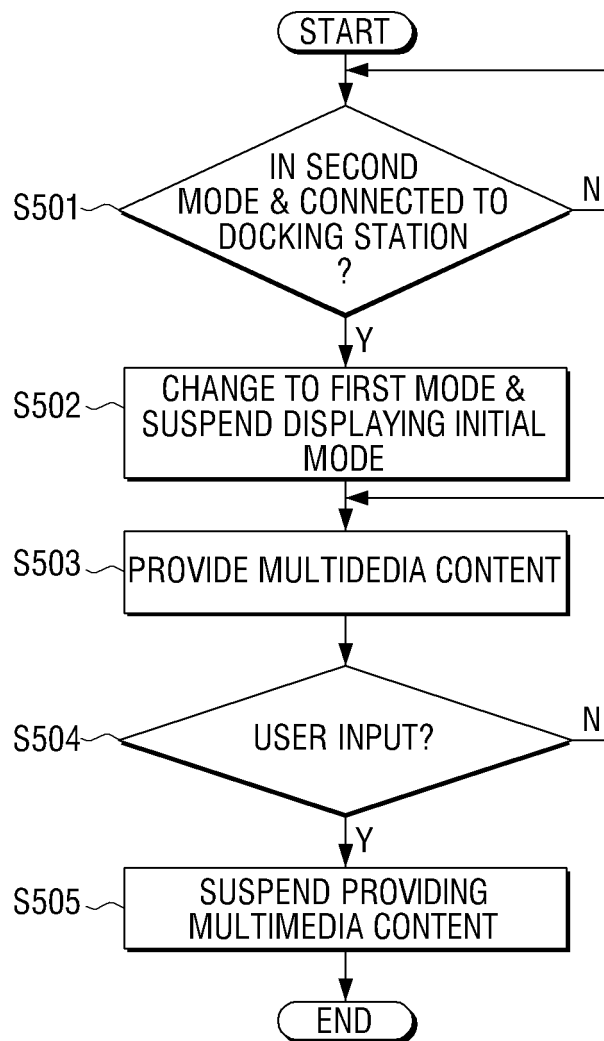 START
IN SECOND
MODE & CONNECTED TO
DOCKING STATION
?
S501
N
Y
S502
CHANGE TO FIRST MODE &
SUSPEND DISPLAYING INITIAL
MODE
S503
PROVIDE MULTIDEDIA CONTENT
S504
USER INPUT?
N
Y
S505
SUSPEND PROVIDING
MULTIMEDIA CONTENT
END